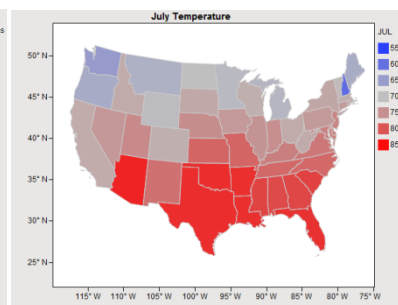 s
July Temperature
JUL
50° N
45° N
40° N
35° N
30° N
25° N
55
60
65
70
75
80
85
115° W 110° W 105° W 100° W 95° W 90° W 85° W 80° W 75° W